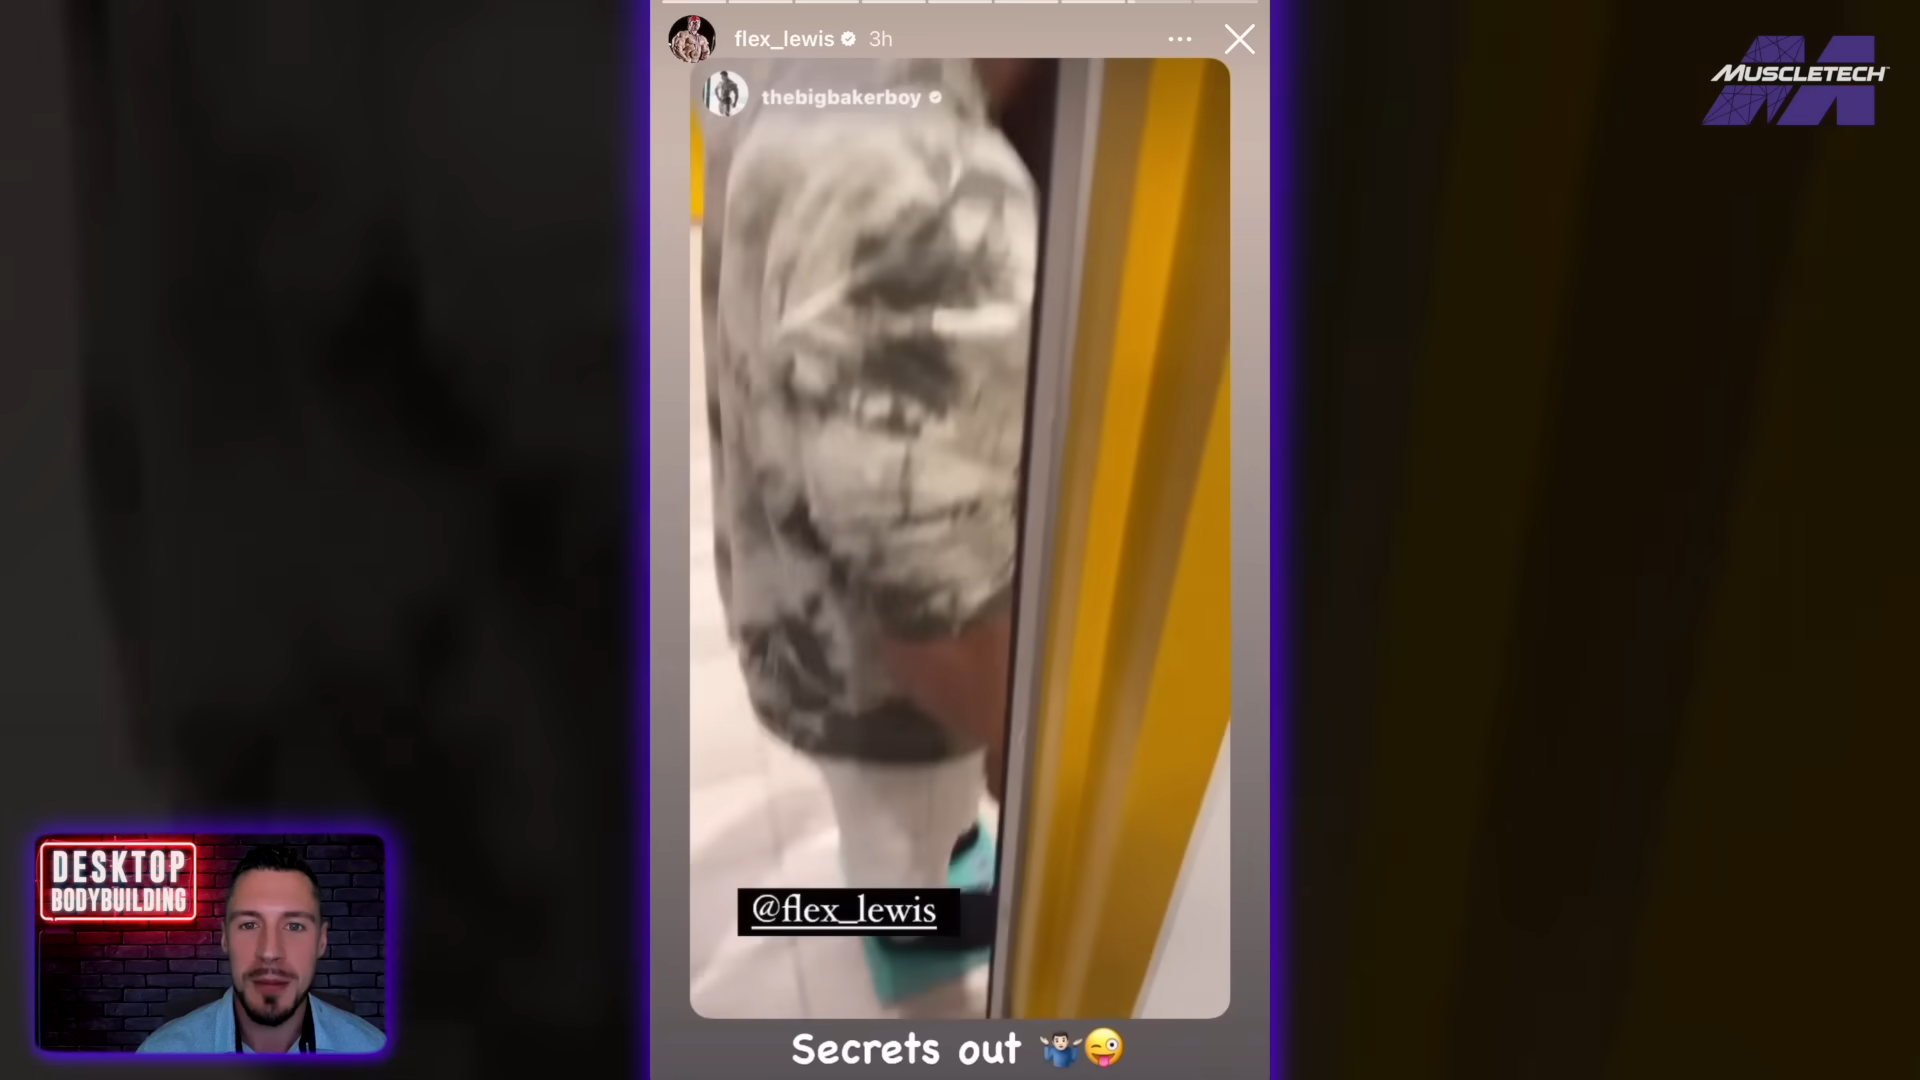 flex_lewis 3h
thebigbakerboy
MUSCLETECH
DESKTOP
BODYBUILDING
@flex_lewis
Secrets out 🤷🏻‍♂️😜